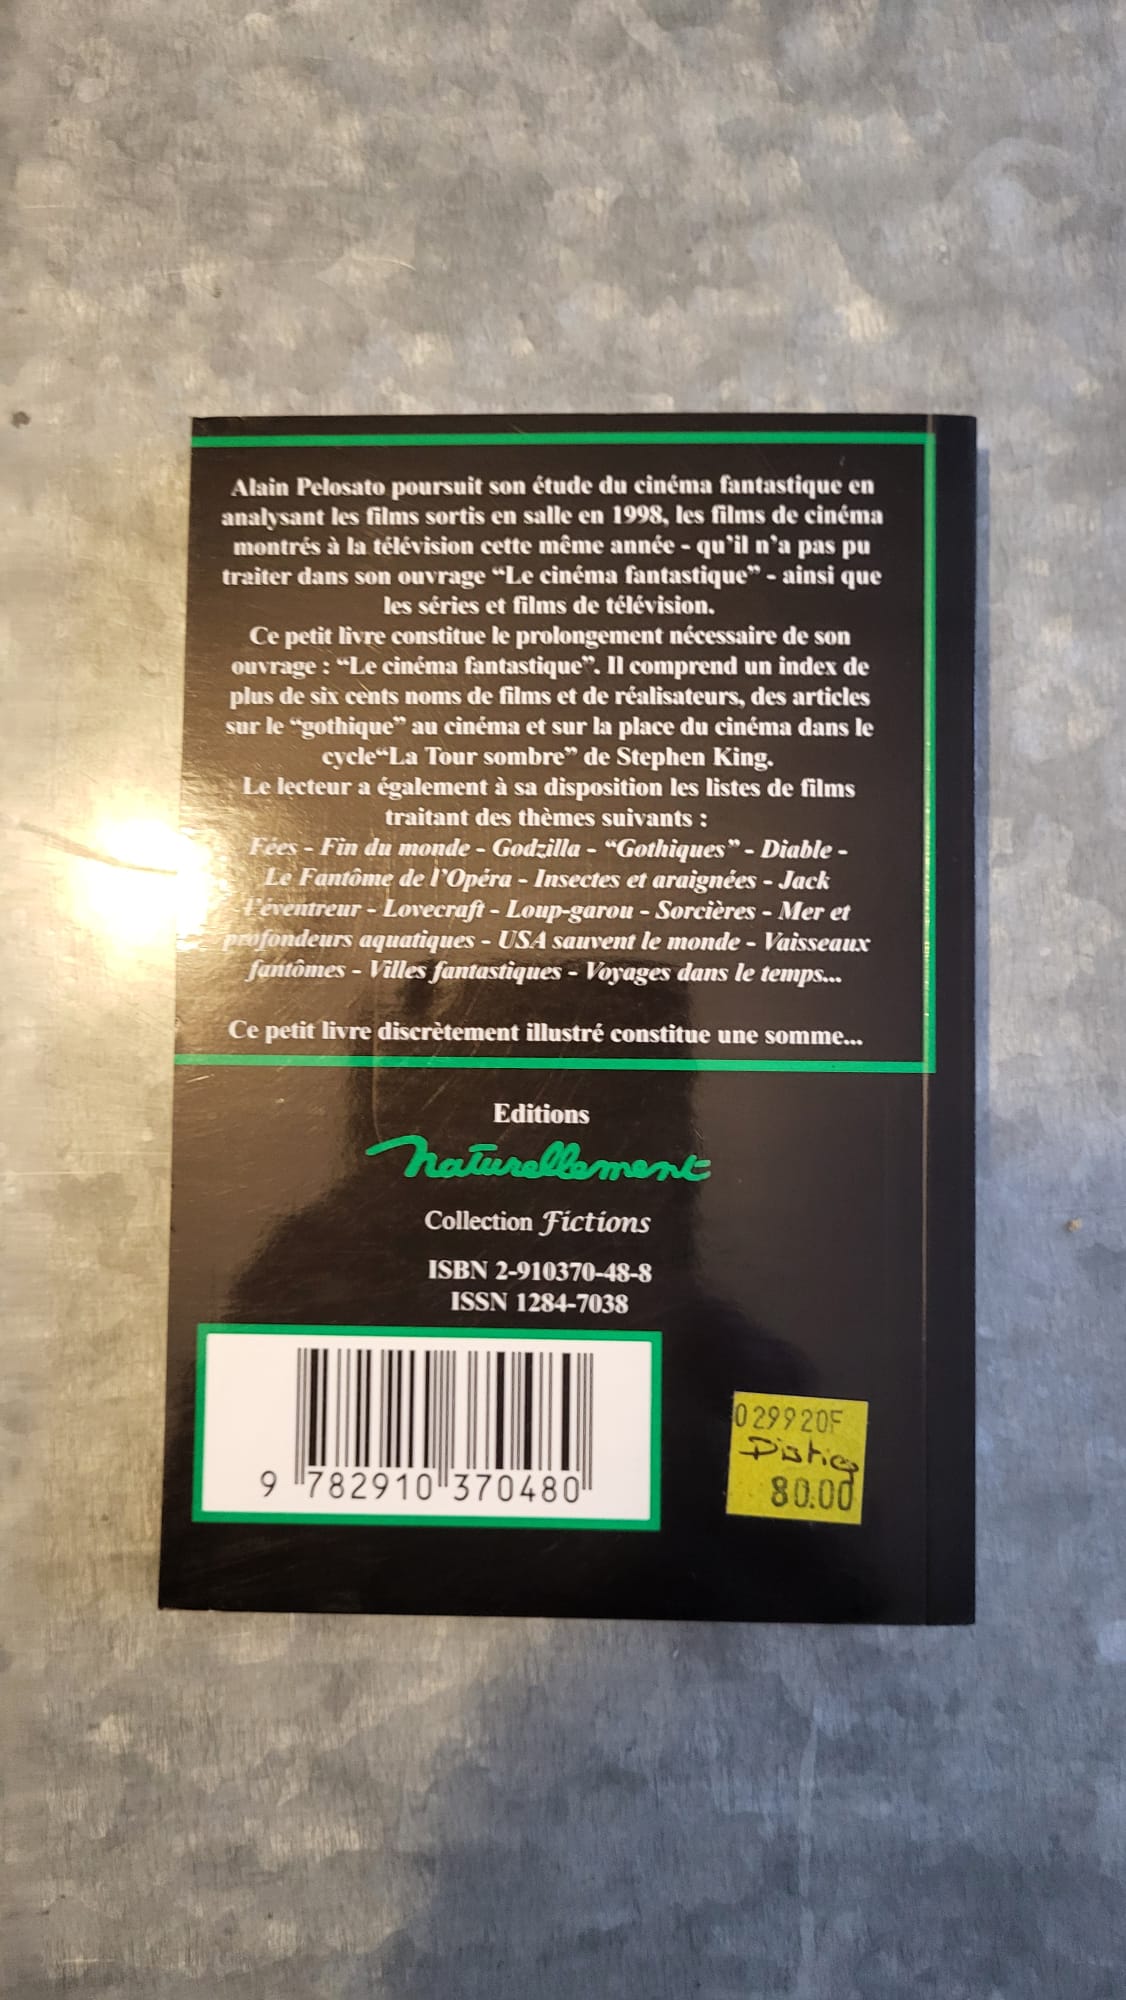 Alain Pelosato poursuit son étude du cinéma fantastique en
analysant les films sortis en salle en 1998, les films de cinéma
montrés à la télévision cette même année - qu'il n'a pas pu
traiter dans son ouvrage “Le cinéma fantastique” - ainsi que
les séries et films de télévision.
Ce petit livre constitue le prolongement nécessaire de son
ouvrage : “Le cinéma fantastique”. Il comprend un index de
plus de six cents noms de films et de réalisateurs, des articles
sur le “gothique” au cinéma et sur la place du cinéma dans le
cycle“La Tour sombre” de Stephen King.
Le lecteur a également à sa disposition les listes de films
traitant des thèmes suivants :
Fées - Fin du monde - Godzilla - “Gothiques” - Diable -
Le Fantôme de l'Opéra - Insectes et araignées - Jack
l'éventreur - Lovecraft - Loup-garou - Sorcières - Mer et
profondeurs aquatiques - USA sauvent le monde - Vaisseaux
fantômes - Villes fantastiques - Voyages dans le temps...
Ce petit livre discrètement illustré constitue une somme...
Editions
naturellement
Collection Fictions
ISBN 2-910370-48-8
ISSN 1284-7038
9 782910 370480
029920F
80.00